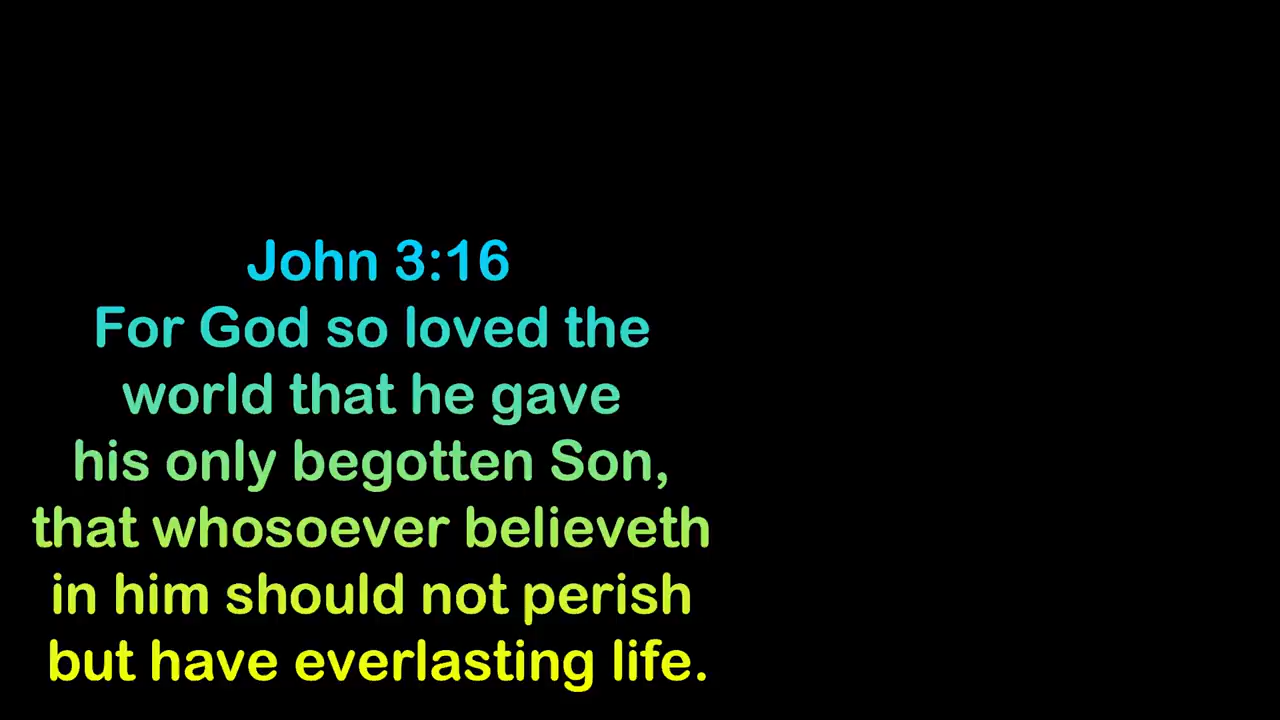 John 3:16
For God so loved the
world that he gave
his only begotten Son,
that whosoever believeth
in him should not perish
but have everlasting life.